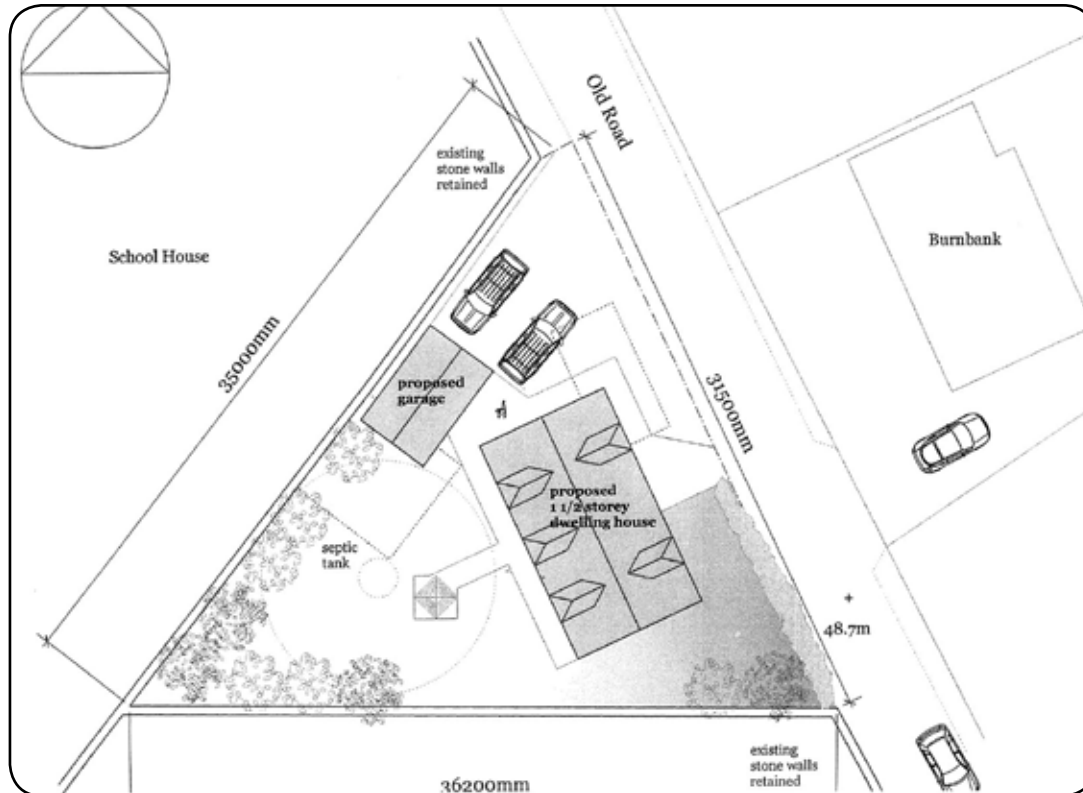 Old Road
existing
stone walls
retained
School House
Burnbank
35000mm
31500mm
proposed
garage
proposed
1 1/2 storey
dwelling house
septic
tank
48.7m
existing
stone walls
retained
36200mm